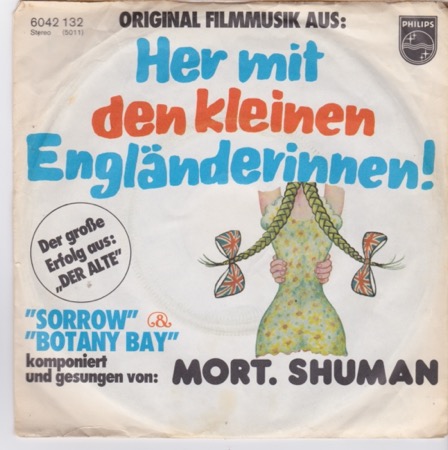 6042 132
Stereo (5011)
ORIGINAL FILMMUSIK AUS:
PHILIPS
Her mit
den kleinen
Engländerinnen!
Der große
Erfolg aus:
„DER ALTE"
"SORROW" &
"BOTANY BAY"
komponiert
und gesungen von:
MORT. SHUMAN